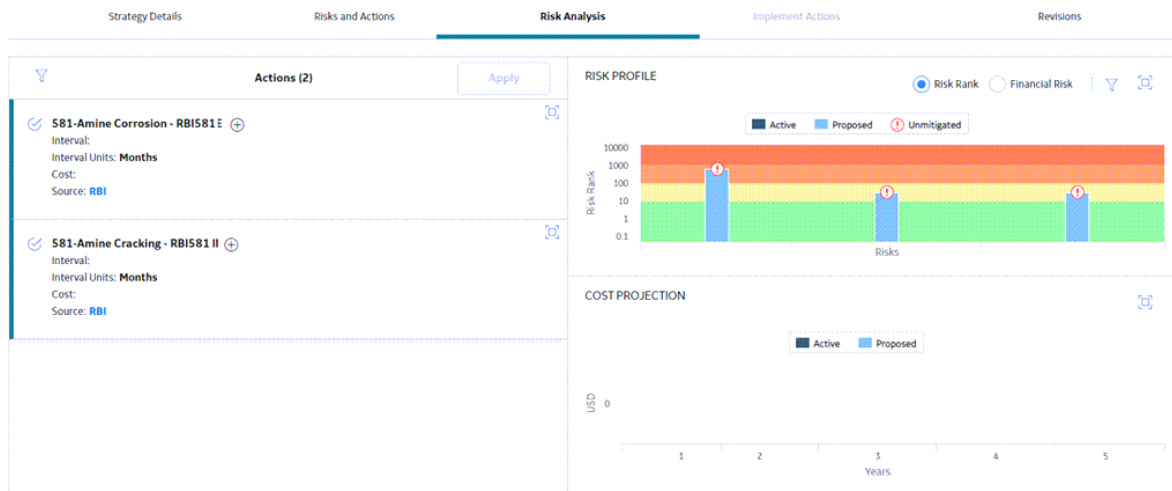 Strategy Details
Risks and Actions
Risk Analysis
Implement Actions
Revisions
Actions (2)
Apply
581-Amine Corrosion - RBI581 E
Interval:
Interval Units: Months
Cost:
Source: RBI
581-Amine Cracking - RBI581 II
Interval:
Interval Units: Months
Cost:
Source: RBI
RISK PROFILE
Risk Rank
Financial Risk
Active
Proposed
Unmitigated
Risk Rank
10000
1000
100
10
1
0.1
Risks
COST PROJECTION
Active
Proposed
USD
0
1 2 3 4 5
Years